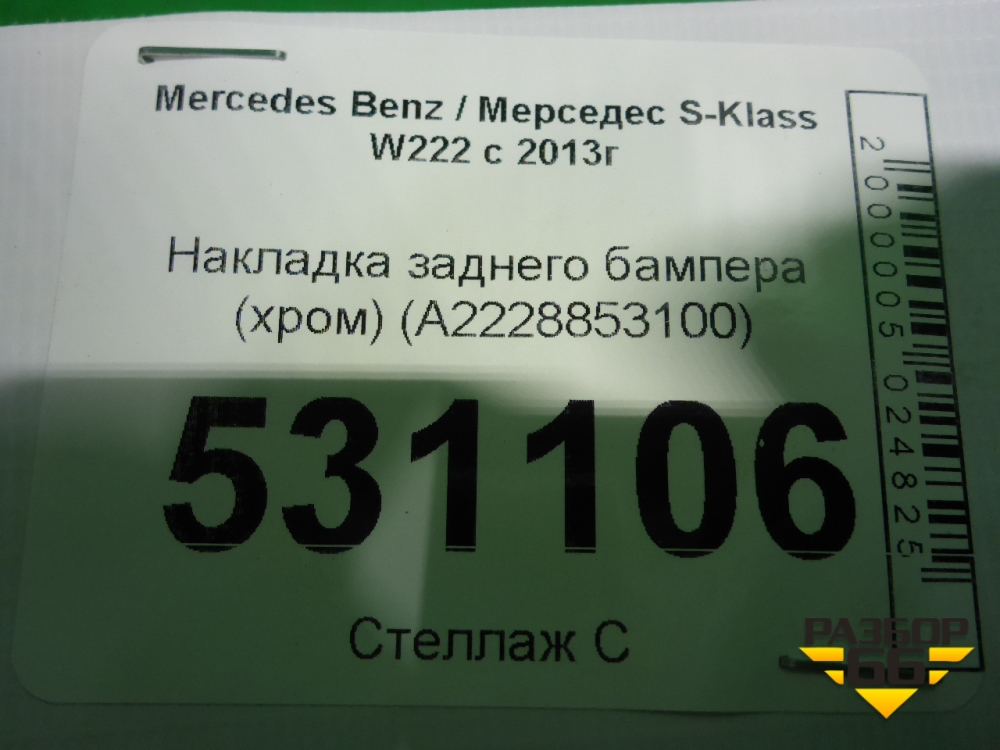 Mercedes Benz / Мерседес S-Klass
W222 с 2013г
Накладка заднего бампера
(хром) (A2228853100)
531106
Стеллаж С
2000005024825
РАЗБОР
66